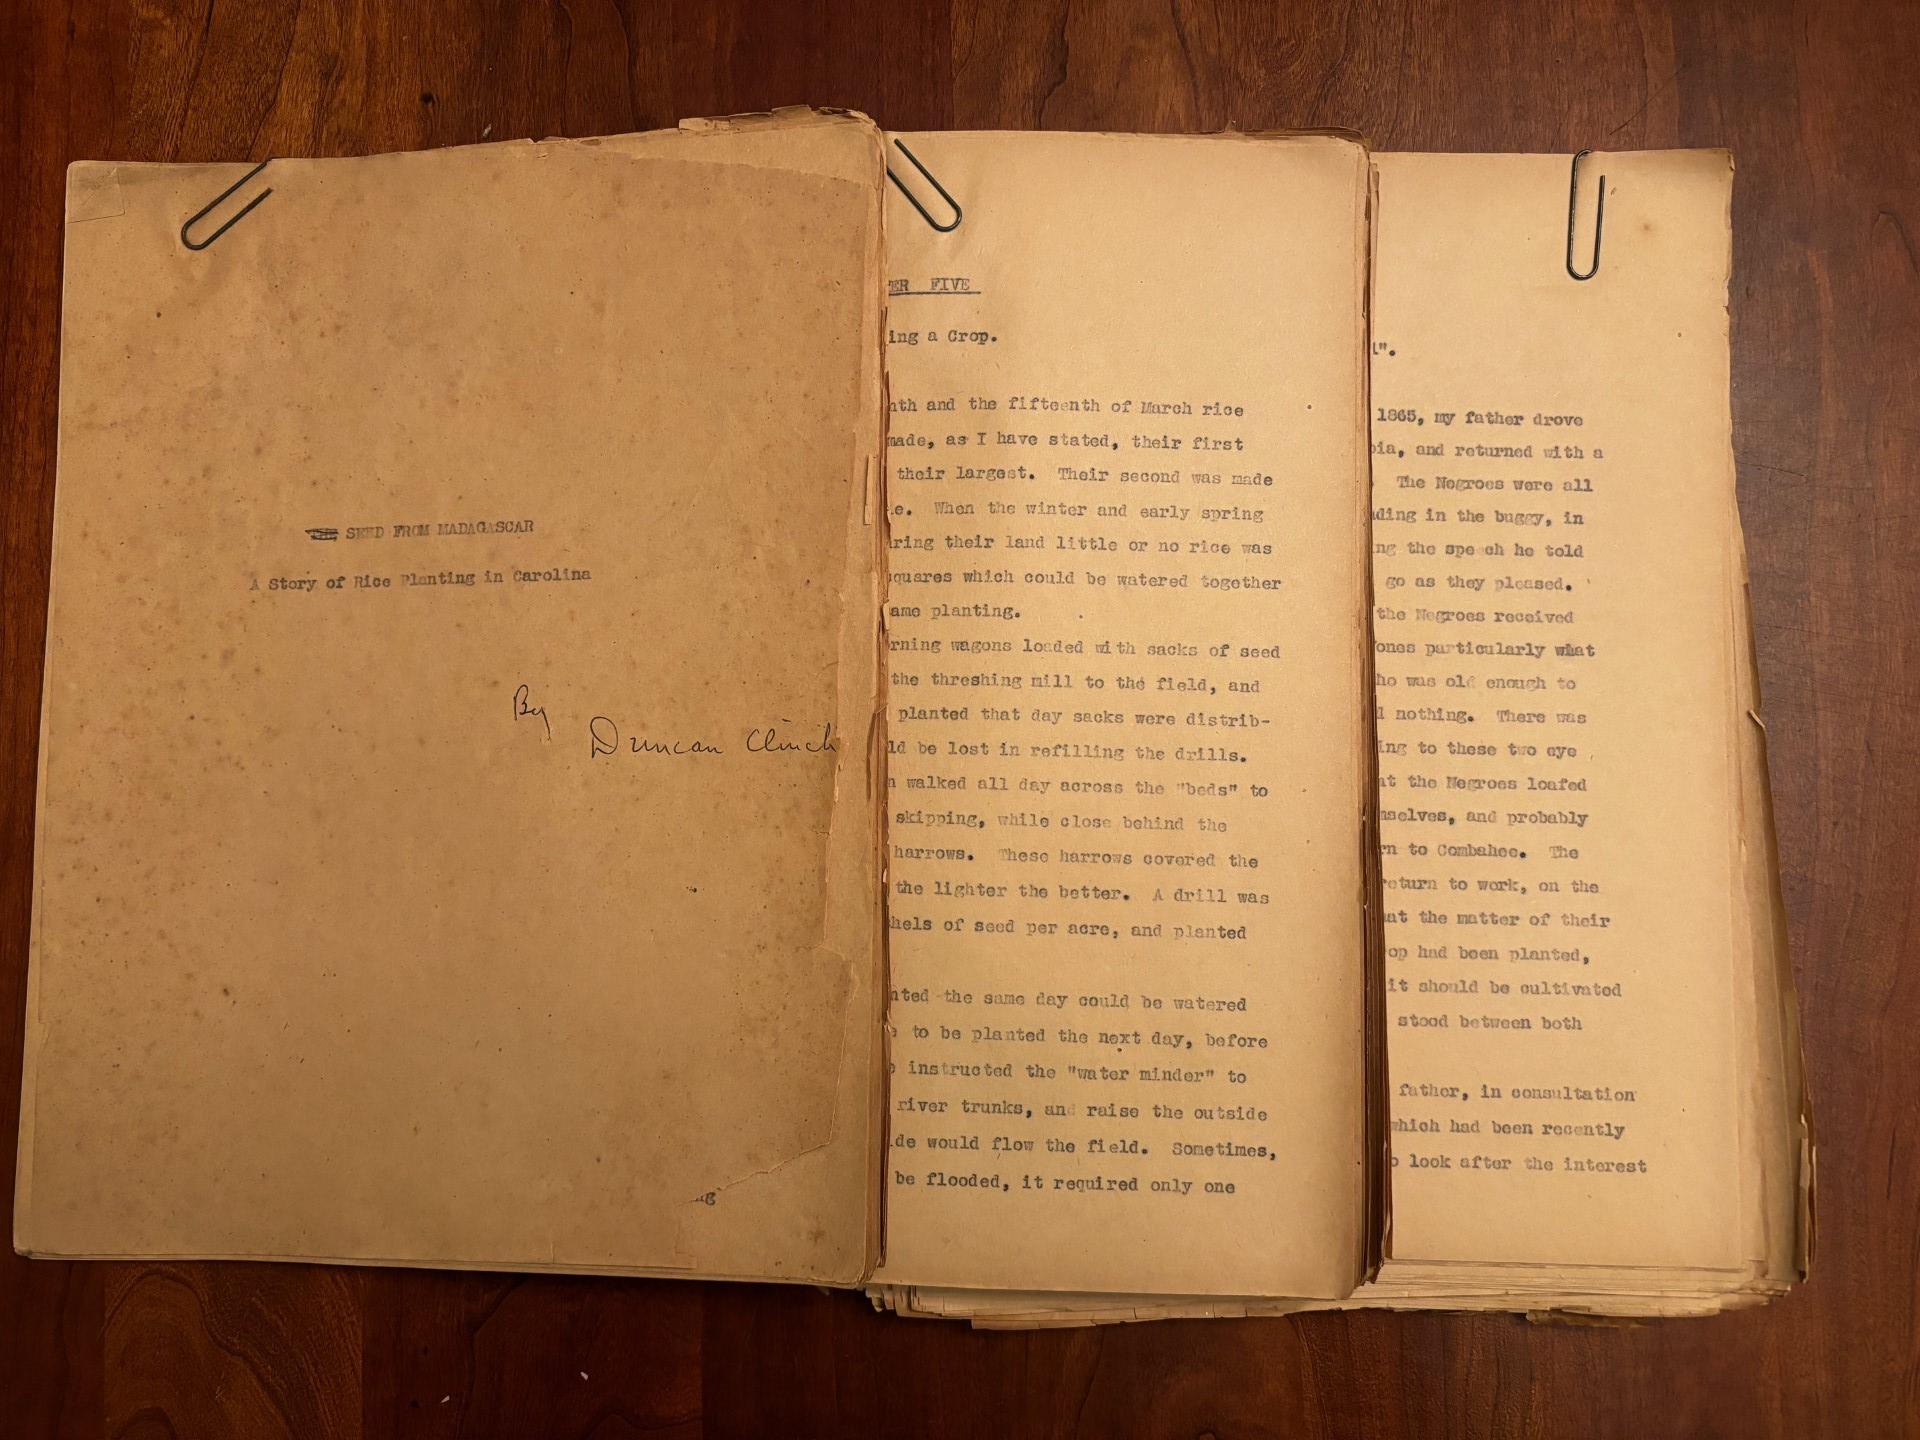 SEED FROM MADAGASCAR
A Story of Rice Planting in Carolina
By
Duncan Clinch
g
ER FIVE
ing a Crop.
nth and the fifteenth of March rice
made, as I have stated, their first
their largest. Their second was made
e. When the winter and early spring
ring their land little or no rice was
quares which could be watered together
ame planting.
rning wagons loaded with sacks of seed
the threshing mill to the field, and
planted that day sacks were distrib-
ld be lost in refilling the drills.
n walked all day across the "beds" to
skipping, while close behind the
harrows. These harrows covered the
the lighter the better. A drill was
hels of seed per acre, and planted
nted the same day could be watered
to be planted the next day, before
instructed the "water minder" to
river trunks, and raise the outside
de would flow the field. Sometimes,
be flooded, it required only one
l".
1865, my father drove
bia, and returned with a
The Negroes were all
ding in the buggy, in
ng the speech he told
go as they pleased.
the Negroes received
ones particularly what
ho was old enough to
d nothing. There was
ing to these two eye
at the Negroes loafed
mselves, and probably
rn to Combahee. The
return to work, on the
at the matter of their
op had been planted,
it should be cultivated
stood between both
father, in consultation
which had been recently
o look after the interest